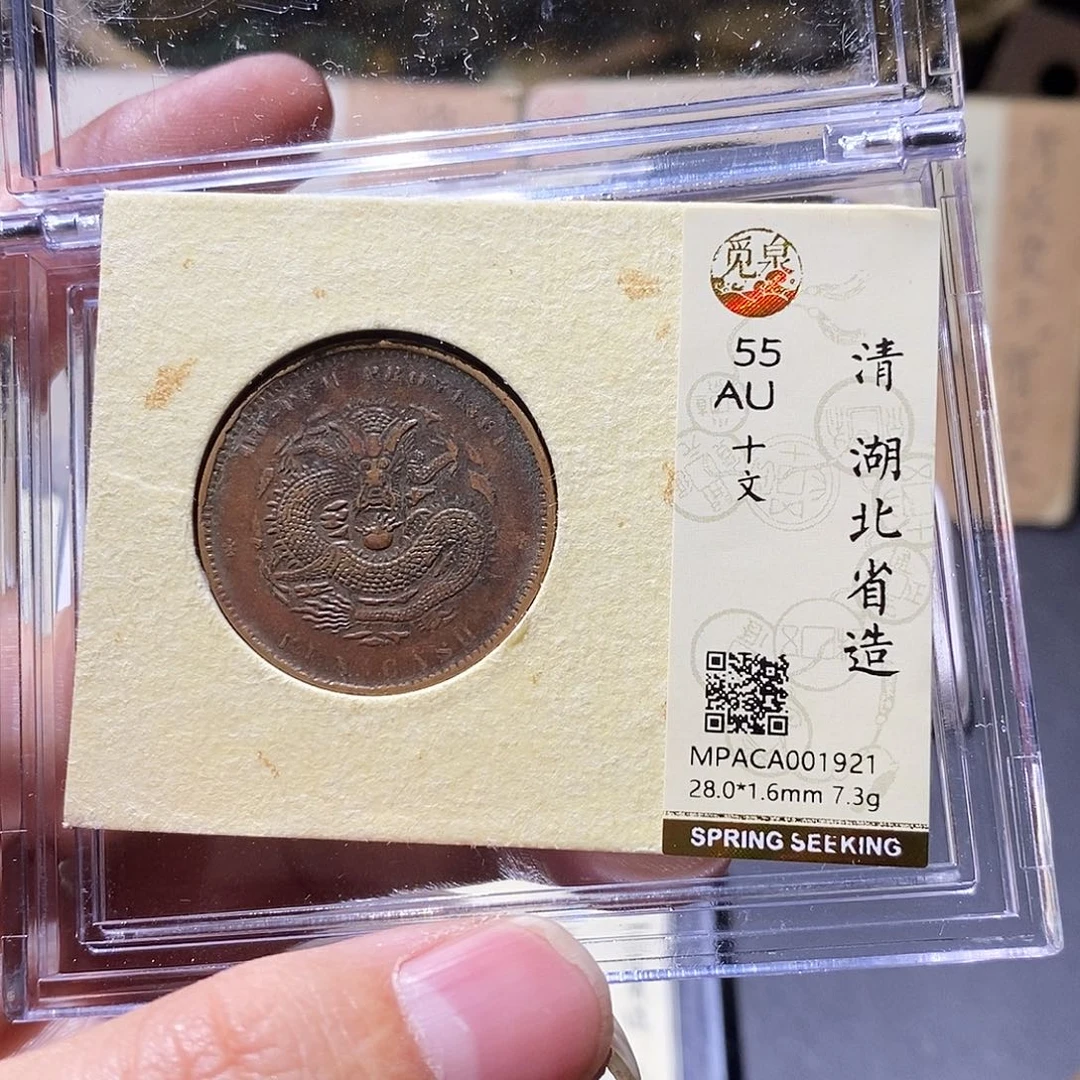 觅泉
55
AU
十文
清 湖北省造
MPACA001921
28.0*1.6mm 7.3g
SPRING SEEKING